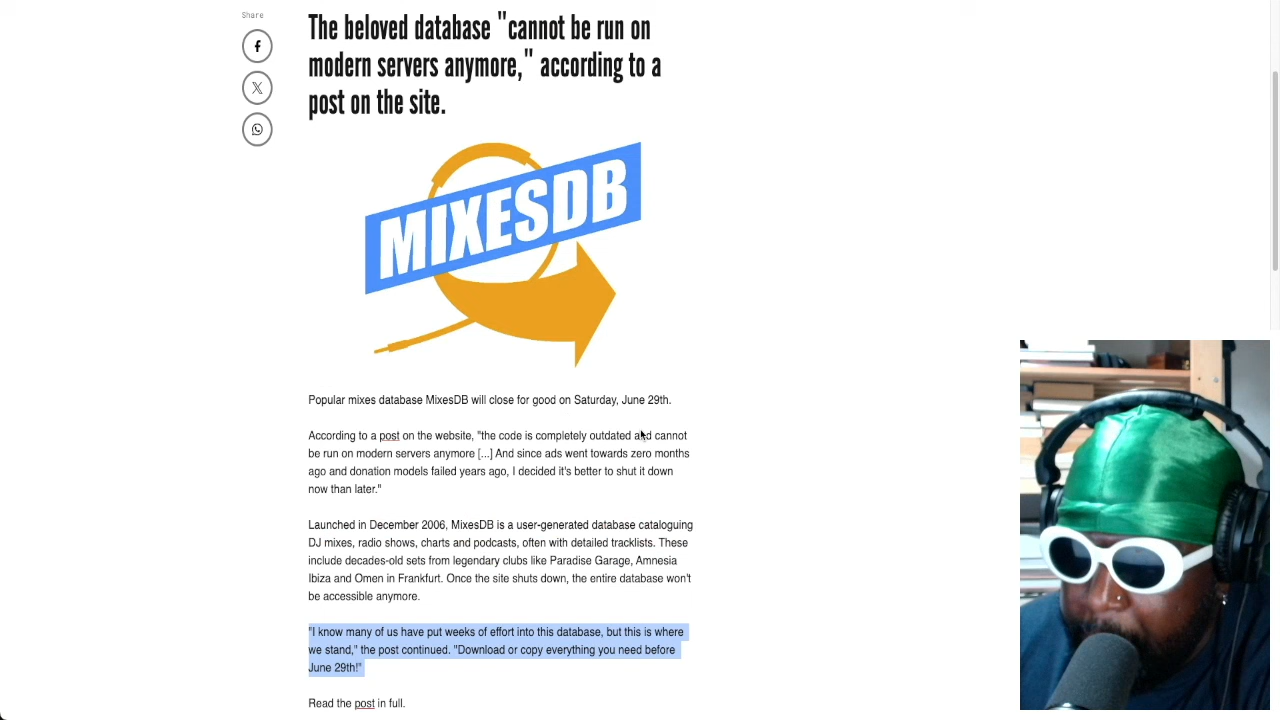 Share
The beloved database "cannot be run on
modern servers anymore," according to a
post on the site.
MIXESDB
Popular mixes database MixesDB will close for good on Saturday, June 29th.
According to a post on the website, "the code is completely outdated and cannot
be run on modern servers anymore [...] And since ads went towards zero months
ago and donation models failed years ago, I decided it's better to shut it down
now than later."
Launched in December 2006, MixesDB is a user-generated database cataloguing
DJ mixes, radio shows, charts and podcasts, often with detailed tracklists. These
include decades-old sets from legendary clubs like Paradise Garage, Amnesia
Ibiza and Omen in Frankfurt. Once the site shuts down, the entire database won't
be accessible anymore.
"I know many of us have put weeks of effort into this database, but this is where
we stand," the post continued. "Download or copy everything you need before
June 29th!"
Read the post in full.